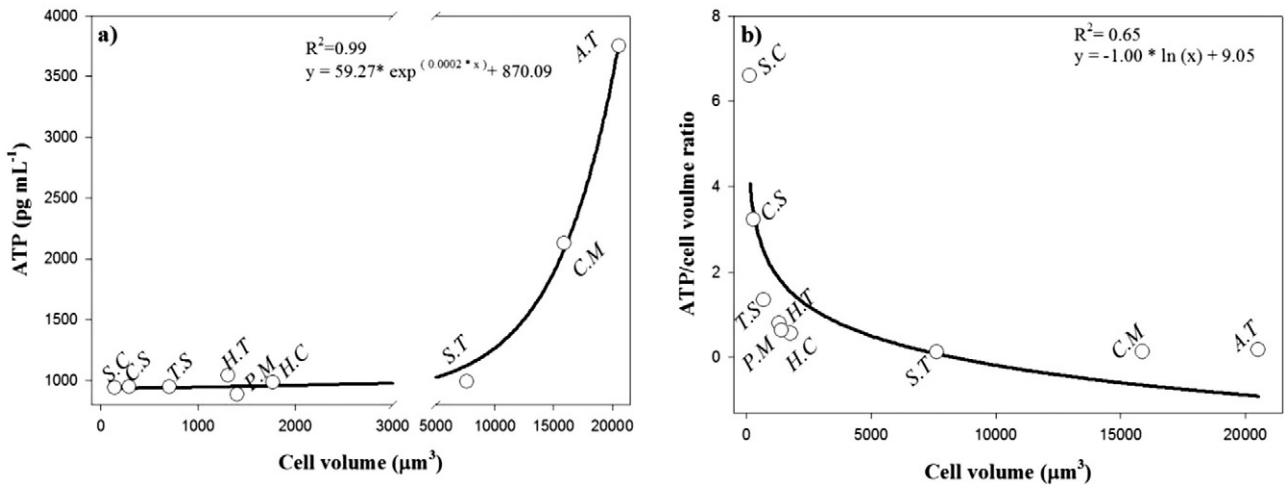 a)
R²=0.99
y = 59.27* exp^( 0.0002 * x) + 870.09
ATP (pg mL⁻¹)
4000
3500
3000
2500
2000
1500
1000
S.C
C.S
T.S
H.T
P.M
H.C
S.T
C.M
A.T
0 1000 2000 3000 5000 10000 15000 20000
Cell volume (µm³)
b)
R²= 0.65
y = -1.00 * ln (x) + 9.05
ATP/cell voulme ratio
8
6
4
2
0
S.C
C.S
T.S
H.T
P.M
H.C
S.T
C.M
A.T
0 5000 10000 15000 20000
Cell volume (µm³)